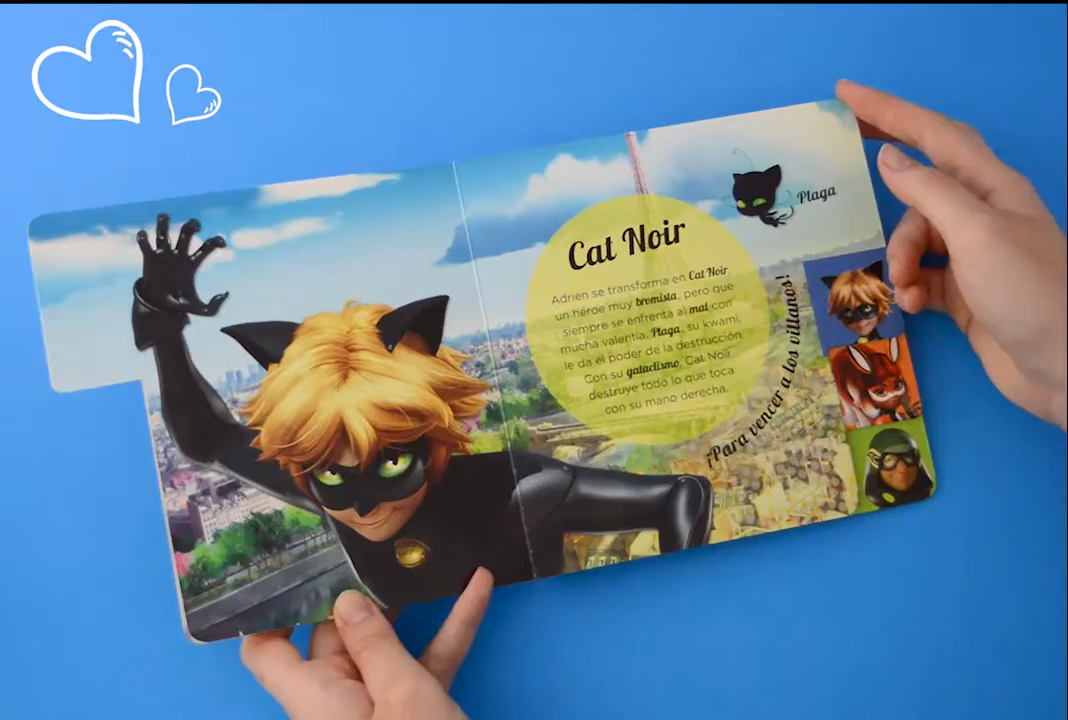 Cat Noir
Plaga
Adrien se transforma en Cat Noir,
un héroe muy bromista, pero que
siempre se enfrenta al mal con
mucha valentía. Plaga, su kwami,
le da el poder de la destrucción.
Con su gataclismo, Cat Noir
destruye todo lo que toca
con su mano derecha.
¡Para vencer a los villanos!